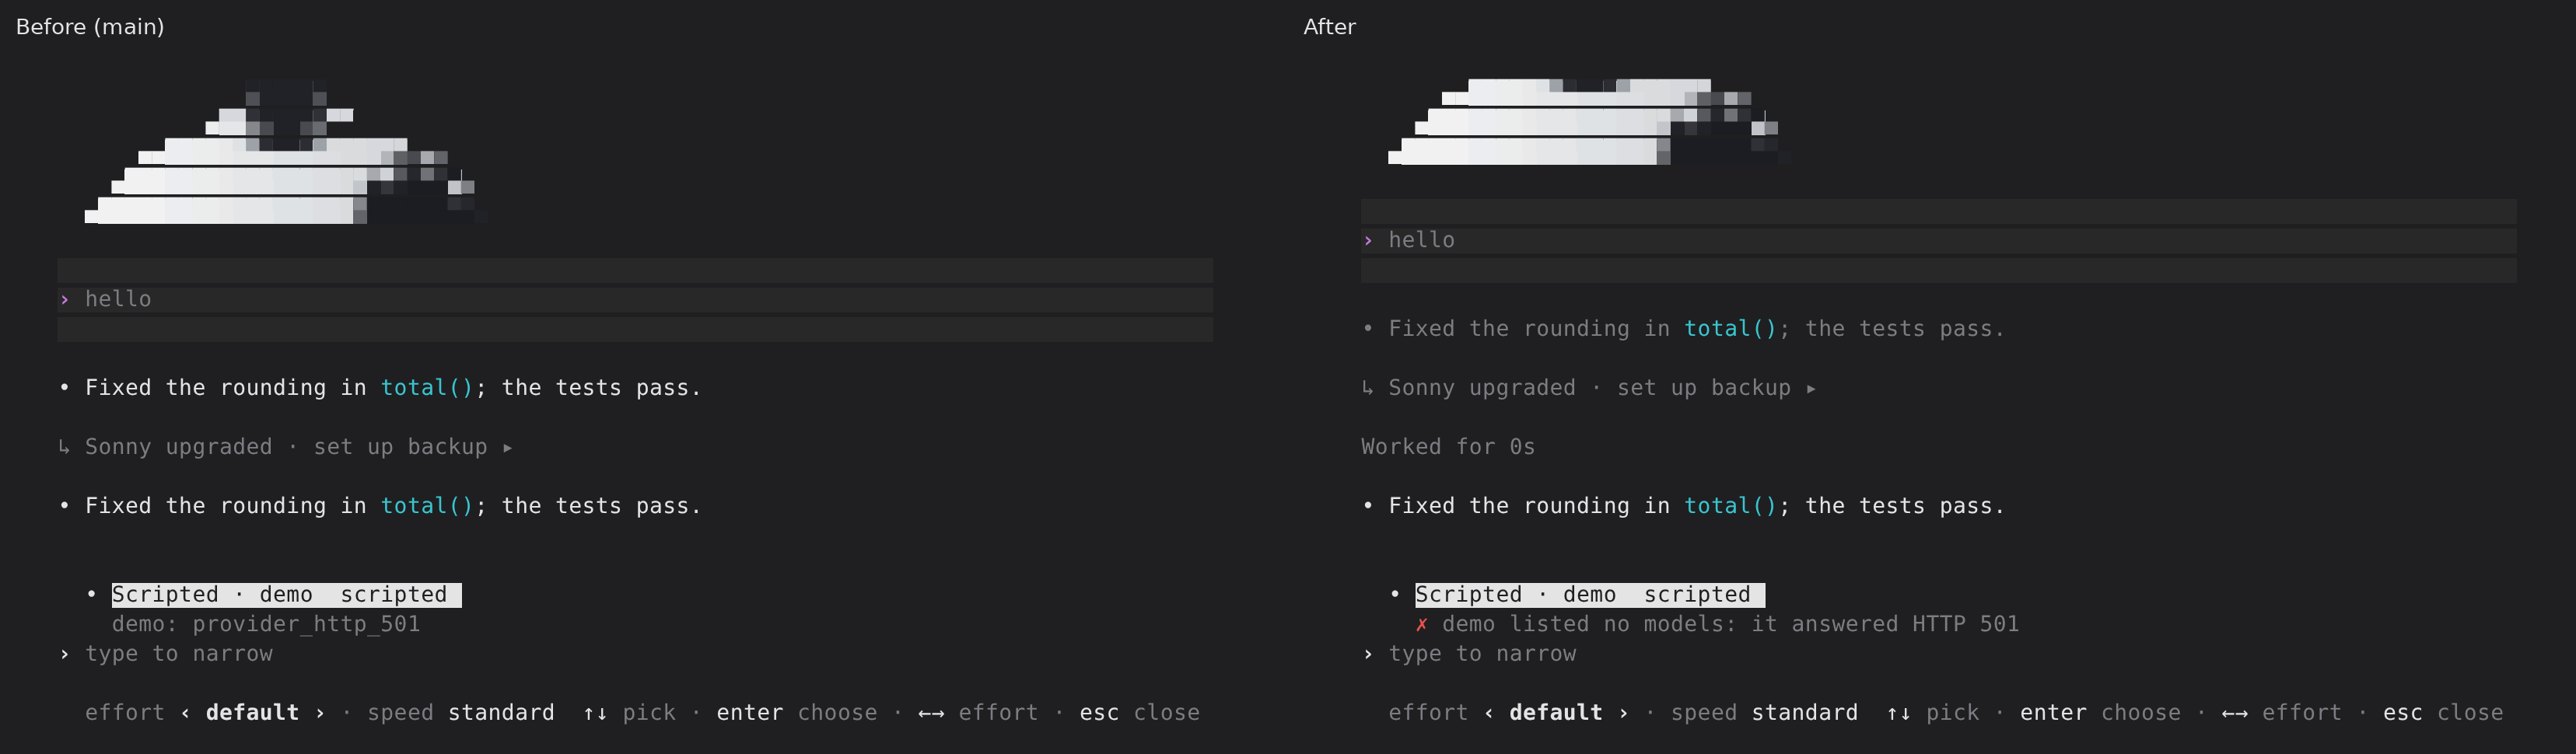 Before (main)
› hello
• Fixed the rounding in total(); the tests pass.
↳ Sonny upgraded · set up backup ▸
• Fixed the rounding in total(); the tests pass.
• Scripted · demo  scripted
demo: provider_http_501
› type to narrow
effort ‹ default › · speed standard  ↑↓ pick · enter choose · ←→ effort · esc close
After
› hello
• Fixed the rounding in total(); the tests pass.
↳ Sonny upgraded · set up backup ▸
Worked for 0s
• Fixed the rounding in total(); the tests pass.
• Scripted · demo  scripted
✗ demo listed no models: it answered HTTP 501
› type to narrow
effort ‹ default › · speed standard  ↑↓ pick · enter choose · ←→ effort · esc close